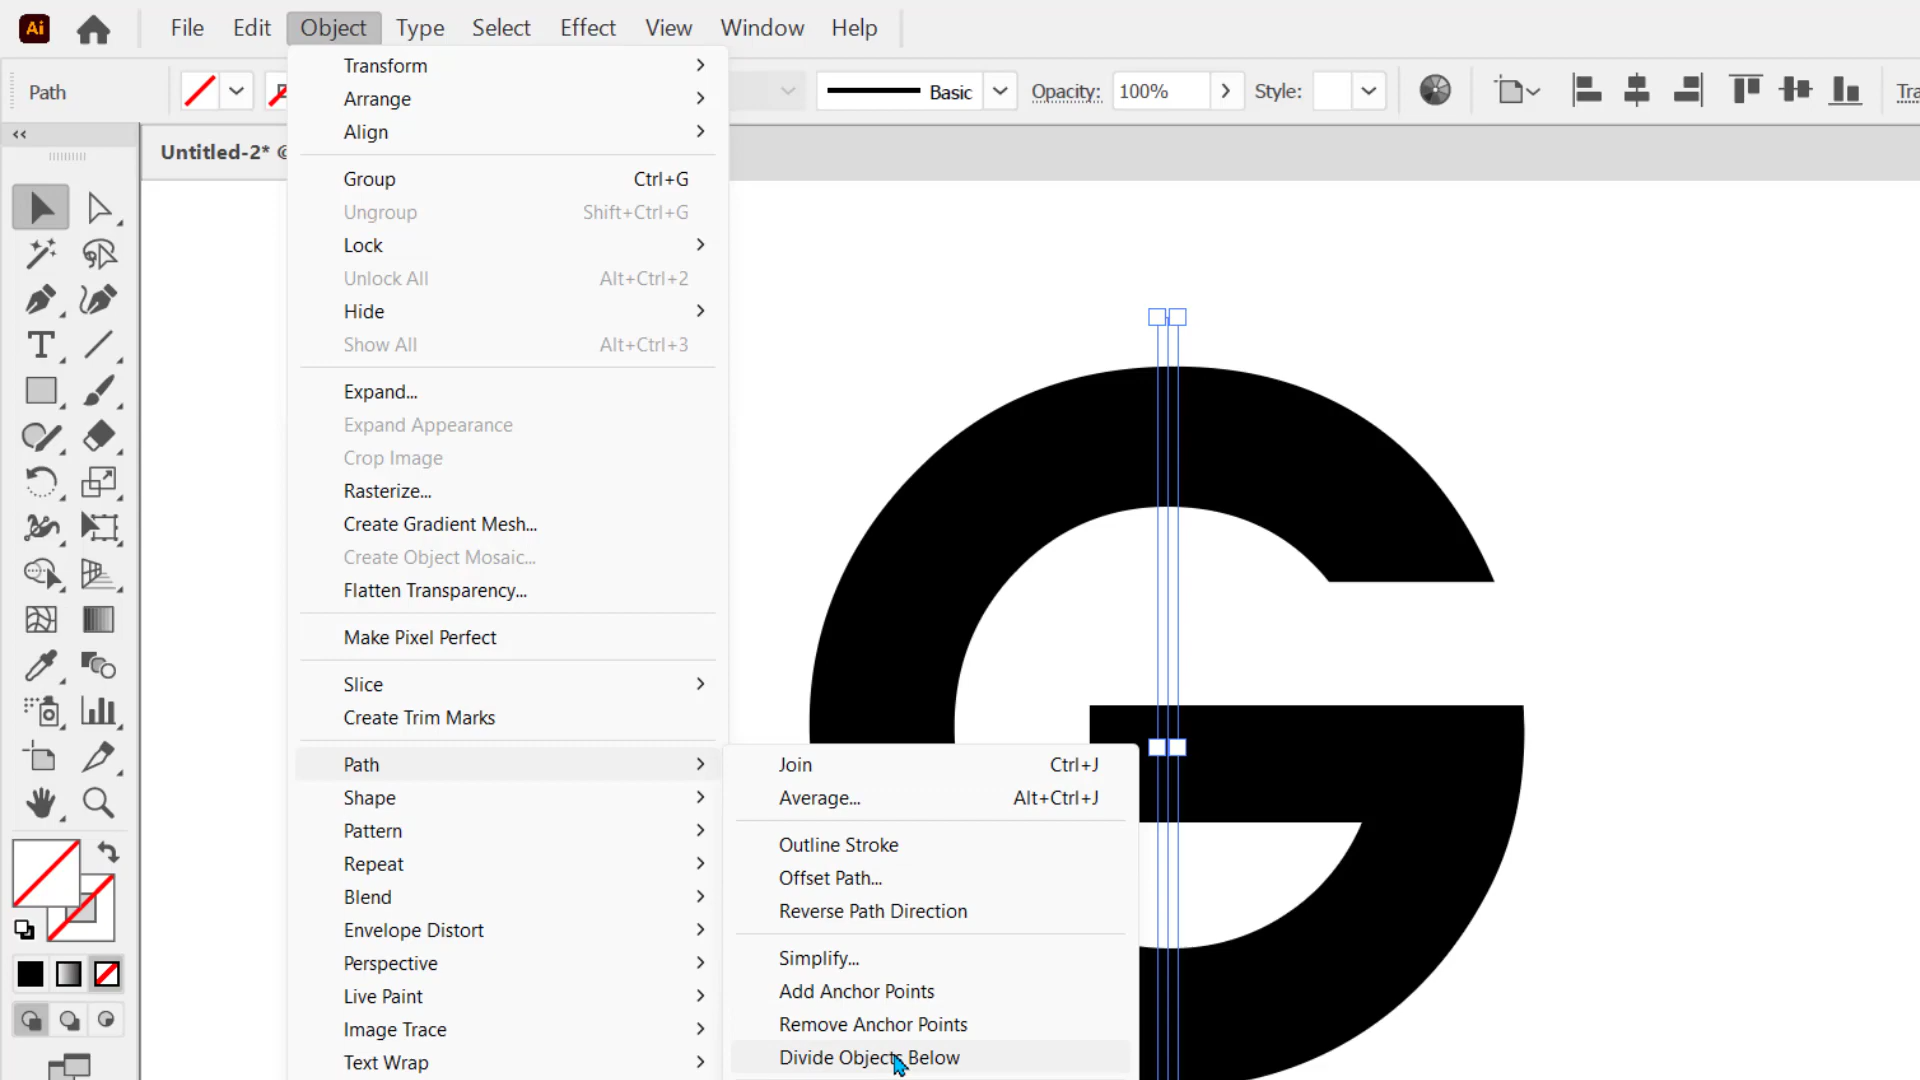 Ai File Edit Object Type Select Effect View Window Help
Path Basic Opacity: 100% Style: Tra
Untitled-2*
Transform
Arrange
Align
Group Ctrl+G
Ungroup Shift+Ctrl+G
Lock
Unlock All Alt+Ctrl+2
Hide
Show All Alt+Ctrl+3
Expand...
Expand Appearance
Crop Image
Rasterize...
Create Gradient Mesh...
Create Object Mosaic...
Flatten Transparency...
Make Pixel Perfect
Slice
Create Trim Marks
Path
Shape
Pattern
Repeat
Blend
Envelope Distort
Perspective
Live Paint
Image Trace
Text Wrap
Join Ctrl+J
Average... Alt+Ctrl+J
Outline Stroke
Offset Path...
Reverse Path Direction
Simplify...
Add Anchor Points
Remove Anchor Points
Divide Objects Below
G